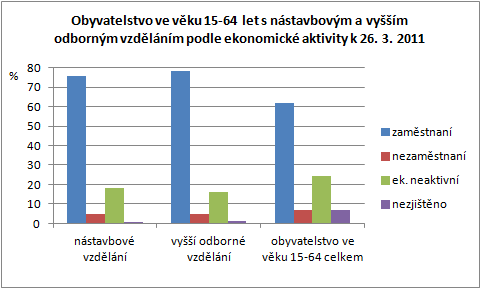 Obyvatelstvo ve věku 15-64 let s nástavbovým a vyšším
odborným vzděláním podle ekonomické aktivity k 26. 3. 2011
%
80
70
60
50
40
30
20
10
0
nástavbové
vzdělání
vyšší odborné
vzdělání
obyvatelstvo ve
věku 15-64 celkem
zaměstnaní
nezaměstnaní
ek. neaktivní
nezjištěno